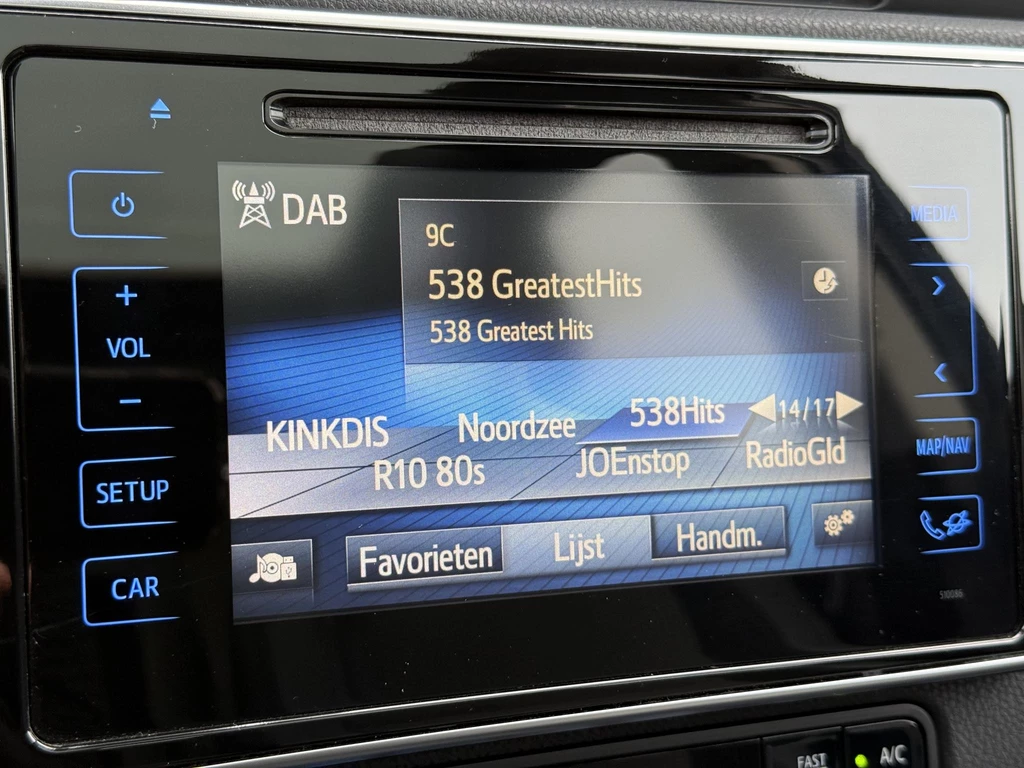 DAB
9C
538 GreatestHits
538 Greatest Hits
KINKDIS Noordzee 538Hits 14/17
R10 80s JOEnstop RadioGld
Favorieten Lijst Handm.
+
VOL
−
SETUP
CAR
MEDIA
>
<
MAP/NAV
510086
FAST
A/C